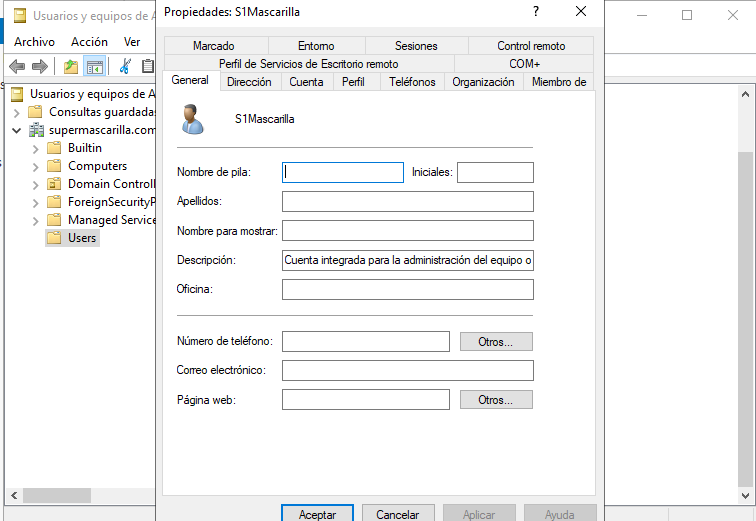 Usuarios y equipos de A
Archivo Acción Ver
Usuarios y equipos de A
Consultas guardadas
supermascarilla.com
Builtin
Computers
Domain Controll
ForeignSecurityP
Managed Service
Users
Propiedades: S1Mascarilla
Marcado Entorno Sesiones Control remoto
Perfil de Servicios de Escritorio remoto COM+
General Dirección Cuenta Perfil Teléfonos Organización Miembro de
S1Mascarilla
Nombre de pila: Iniciales:
Apellidos:
Nombre para mostrar:
Descripción: Cuenta integrada para la administración del equipo o
Oficina:
Número de teléfono: Otros...
Correo electrónico:
Página web: Otros...
Aceptar Cancelar Aplicar Ayuda